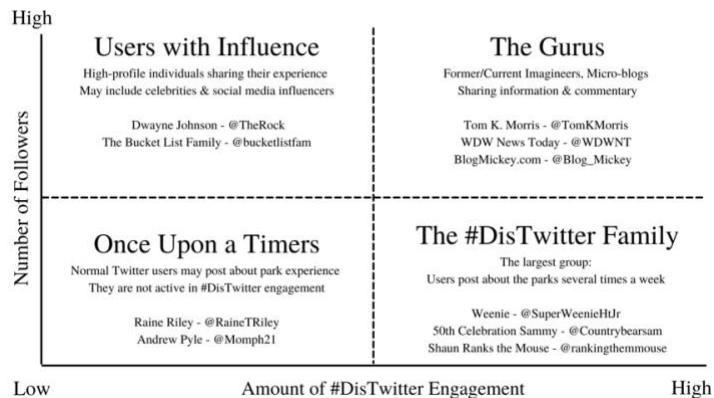 High
Users with Influence
High-profile individuals sharing their experience
May include celebrities & social media influencers
Dwayne Johnson - @TheRock
The Bucket List Family - @bucketlistfam
The Gurus
Former/Current Imagineers, Micro-blogs
Sharing information & commentary
Tom K. Morris - @TomKMorris
WDW News Today - @WDWNT
BlogMickey.com - @Blog_Mickey
Number of Followers
Once Upon a Timers
Normal Twitter users may post about park experience
They are not active in #DisTwitter engagement
Raine Riley - @RaineTRiley
Andrew Pyle - @Momph21
The #DisTwitter Family
The largest group:
Users post about the parks several times a week
Weenie - @SuperWeenieHtJr
50th Celebration Sammy - @Countrybearsam
Shaun Ranks the Mouse - @rankingthemmouse
Low
Amount of #DisTwitter Engagement
High